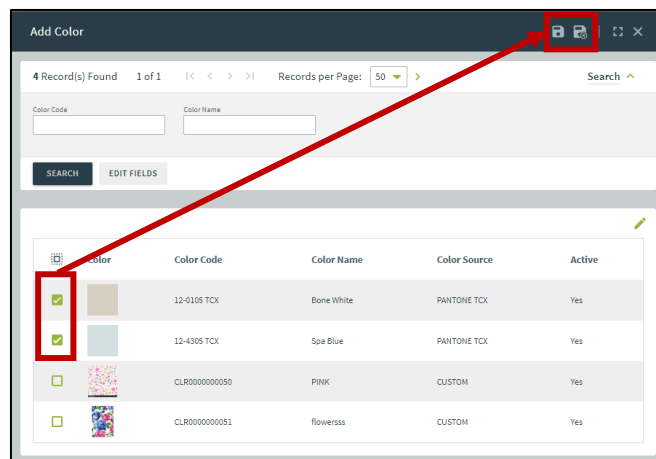 Add Color
4 Record(s) Found 1 of 1 Records per Page: 50 Search
Color Code Color Name
SEARCH EDIT FIELDS
Color Color Code Color Name Color Source Active
12-0105 TCX Bone White PANTONE TCX Yes
12-4305 TCX Spa Blue PANTONE TCX Yes
CLR0000000050 PINK CUSTOM Yes
CLR0000000051 flowersss CUSTOM Yes